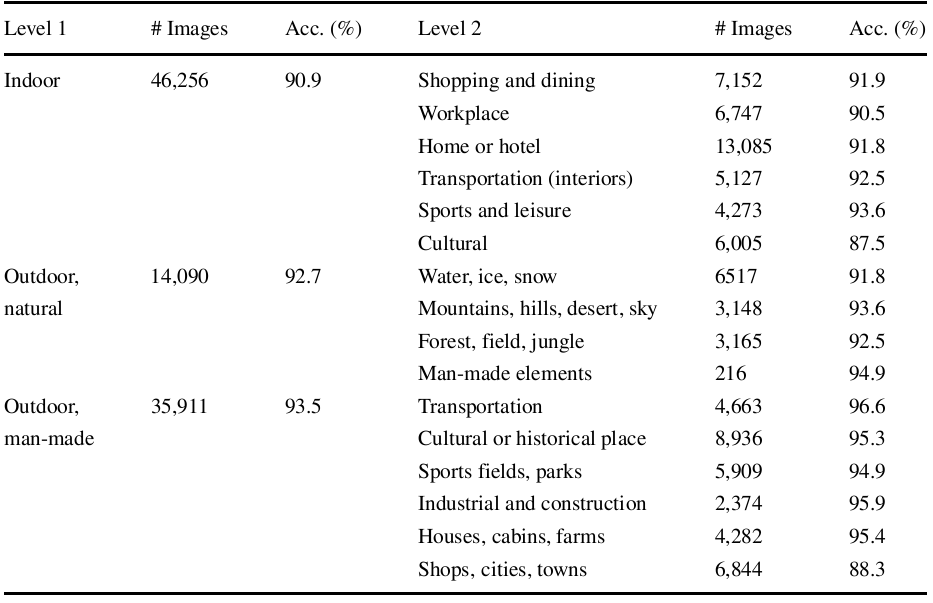 Level 1 # Images Acc. (%) Level 2 # Images Acc. (%)
Indoor 46,256 90.9 Shopping and dining 7,152 91.9
Workplace 6,747 90.5
Home or hotel 13,085 91.8
Transportation (interiors) 5,127 92.5
Sports and leisure 4,273 93.6
Cultural 6,005 87.5
Outdoor, 14,090 92.7 Water, ice, snow 6517 91.8
natural Mountains, hills, desert, sky 3,148 93.6
Forest, field, jungle 3,165 92.5
Man-made elements 216 94.9
Outdoor, 35,911 93.5 Transportation 4,663 96.6
man-made Cultural or historical place 8,936 95.3
Sports fields, parks 5,909 94.9
Industrial and construction 2,374 95.9
Houses, cabins, farms 4,282 95.4
Shops, cities, towns 6,844 88.3